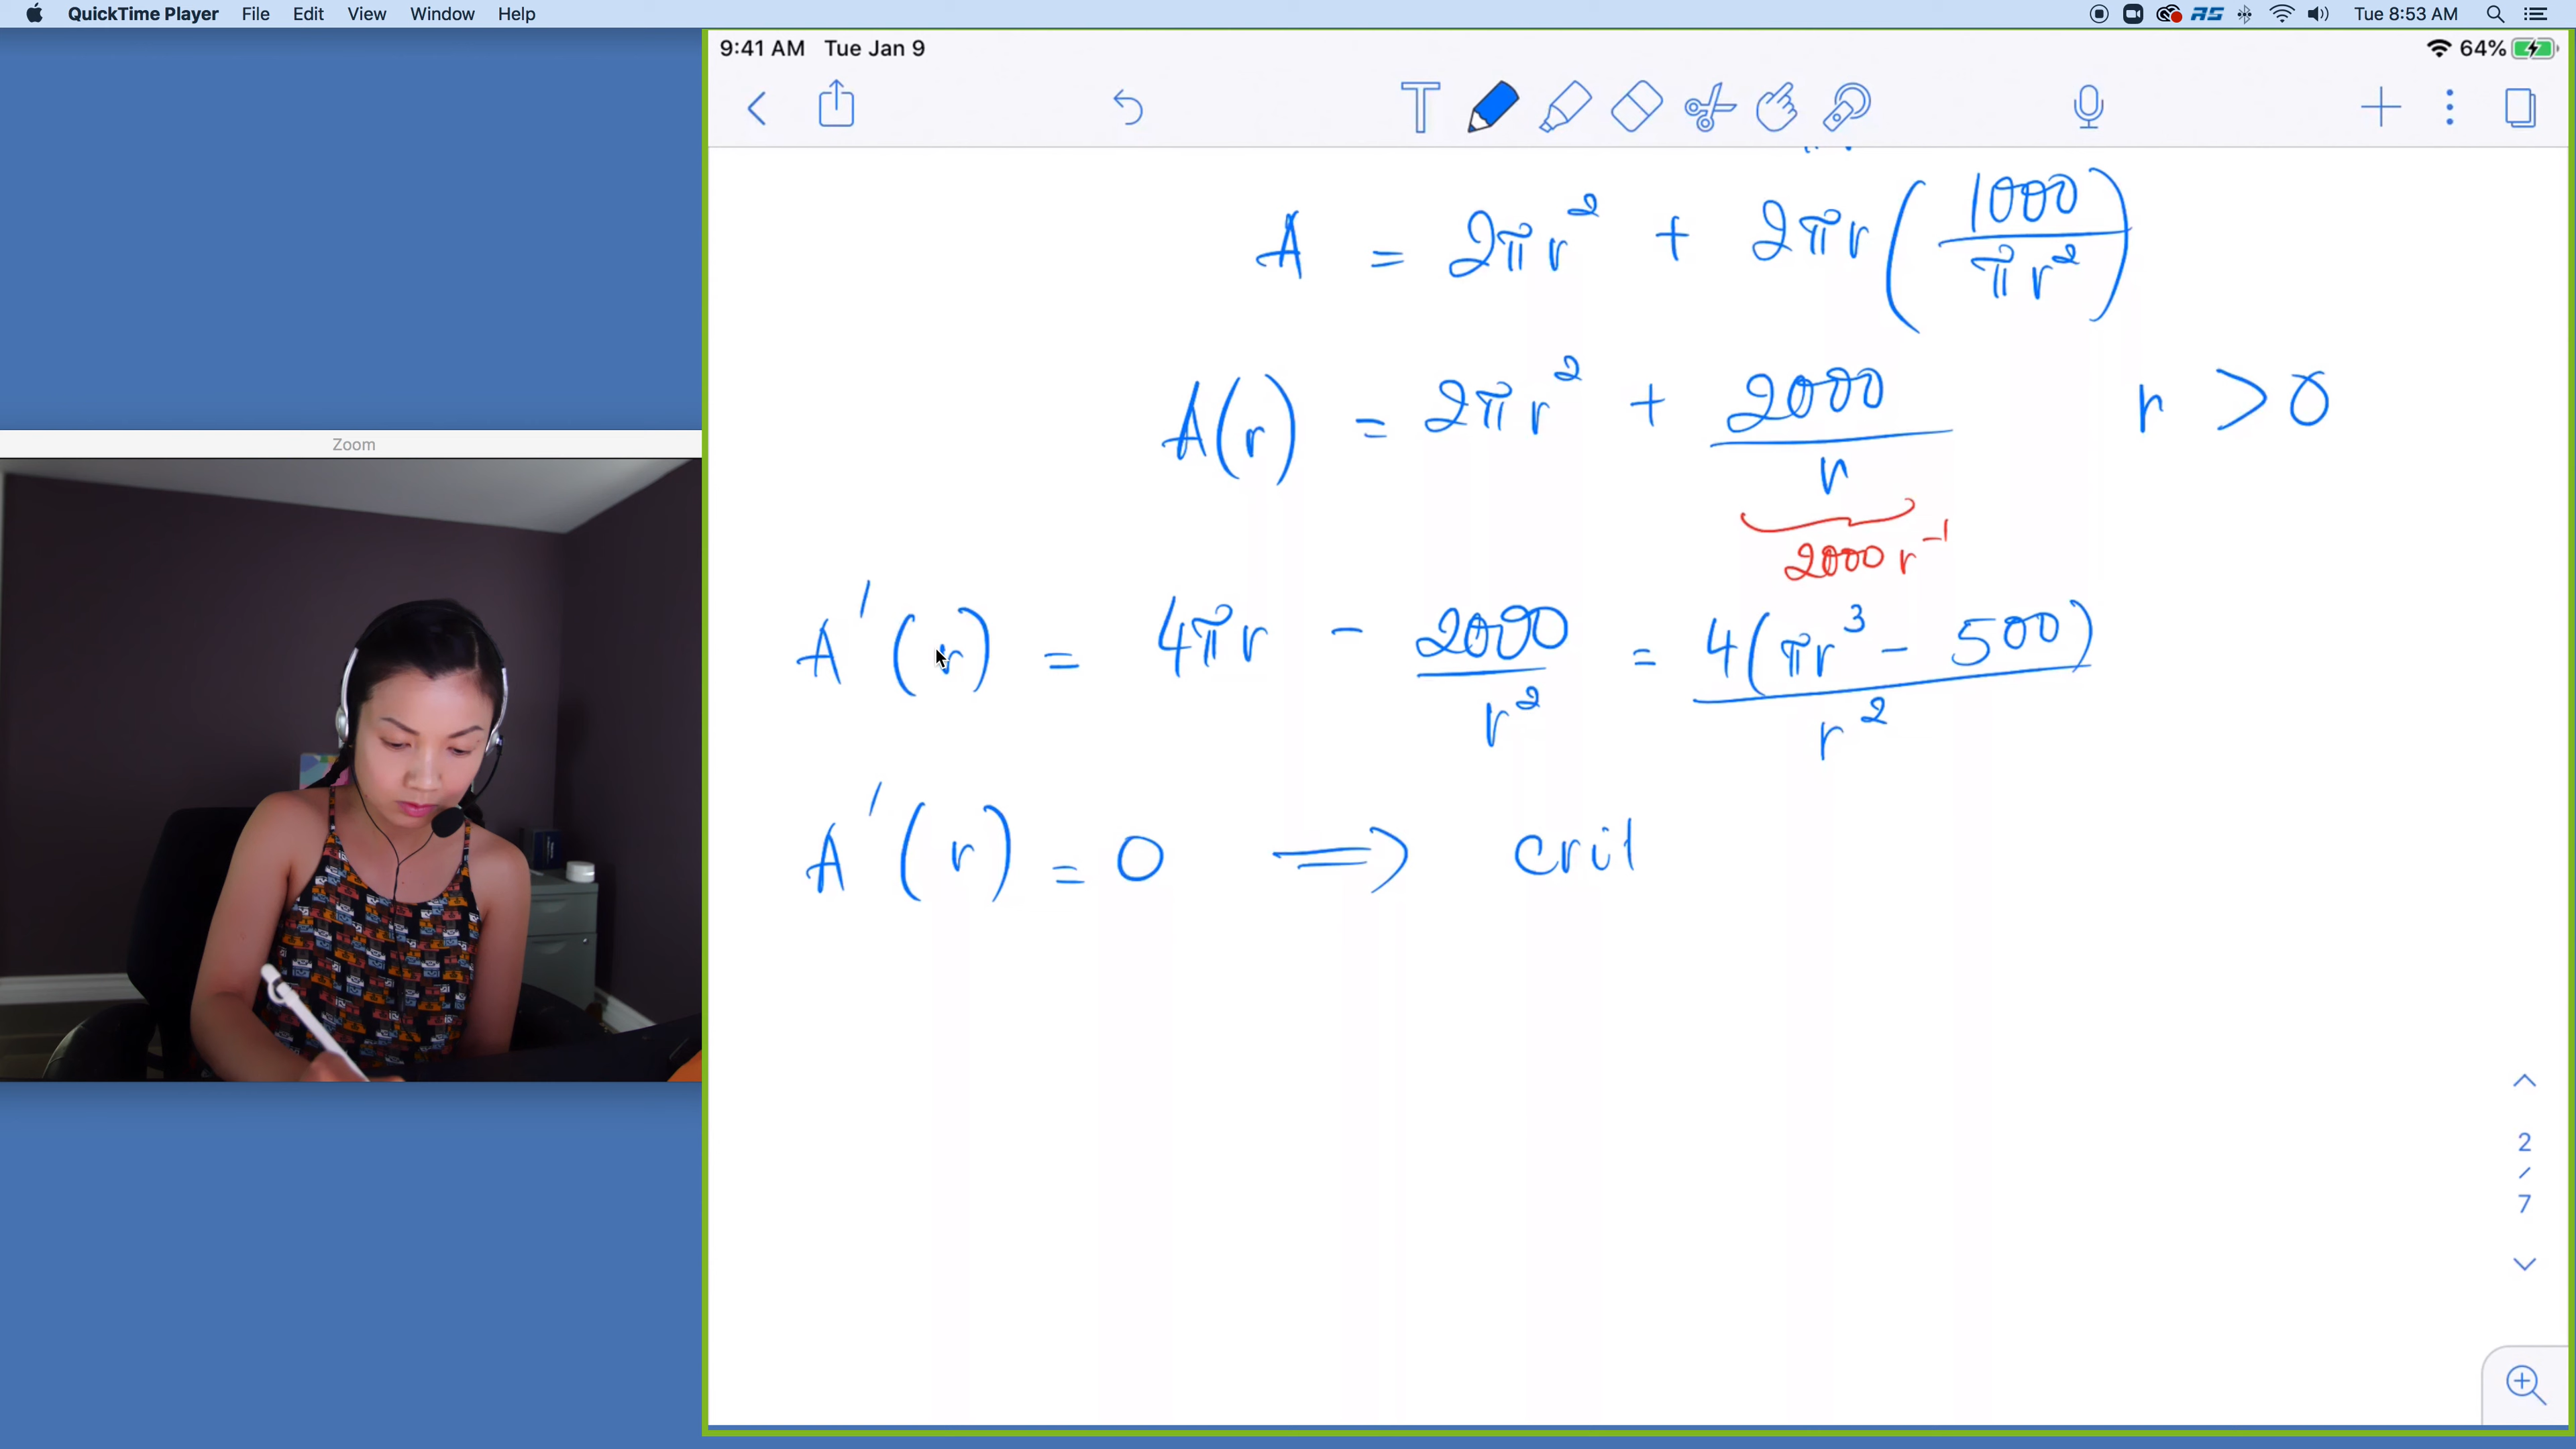 QuickTime Player File Edit View Window Help Tue 8:53 AM
9:41 AM Tue Jan 9 64%
T
A = 2πr² + 2πr(1000/πr²)
A(r) = 2πr² + 2000/r r > 0
2000 r⁻¹
Zoom
A'(r) = 4πr - 2000/r² = 4(πr³ - 500)/r²
A'(r) = 0 ⟹ crit
2
/
7